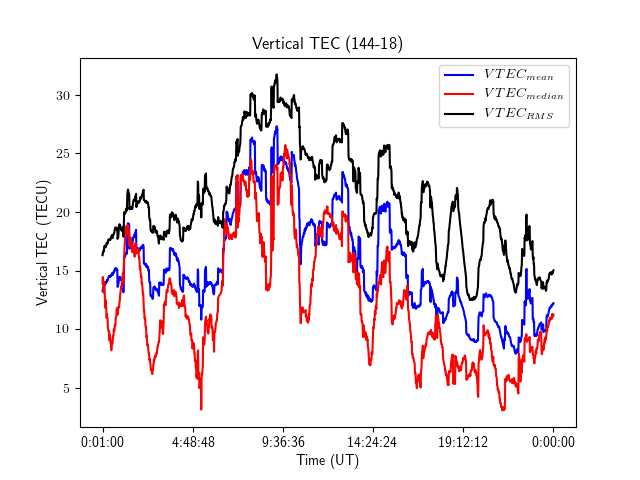 Vertical TEC (144-18)
VTEC_mean
VTEC_median
VTEC_RMS
30
25
20
15
10
5
Vertical TEC (TECU)
0:01:00 4:48:48 9:36:36 14:24:24 19:12:12 0:00:00
Time (UT)